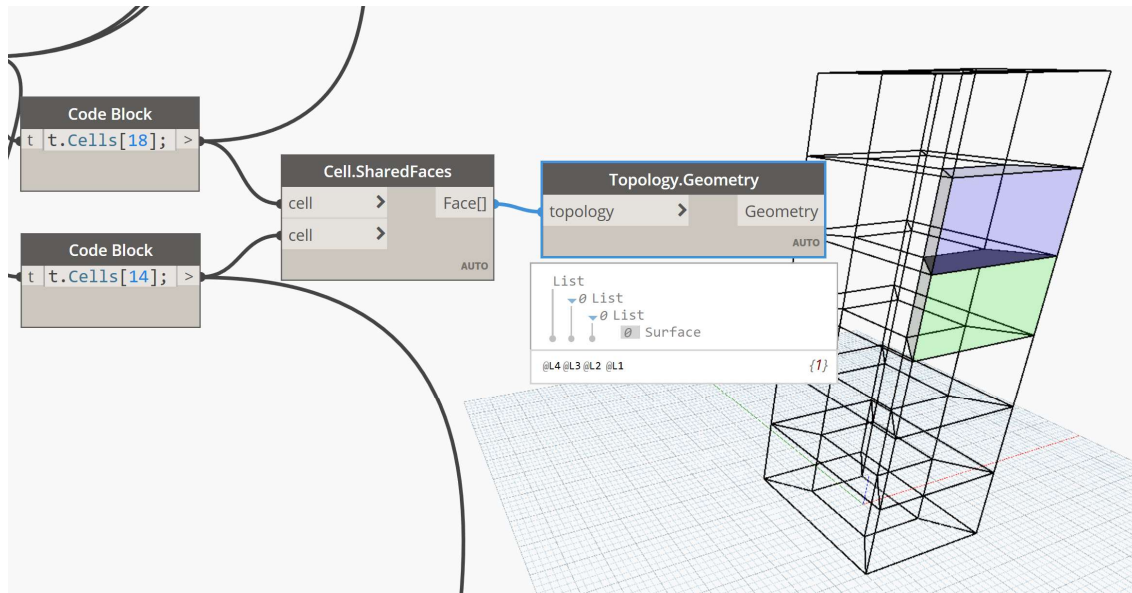 Code Block
t t.Cells[18]; >
Cell.SharedFaces
cell > Face[]
cell >
AUTO
Topology.Geometry
topology > Geometry
AUTO
Code Block
t t.Cells[14]; >
List
0 List
0 List
0 Surface
@L4 @L3 @L2 @L1 {1}